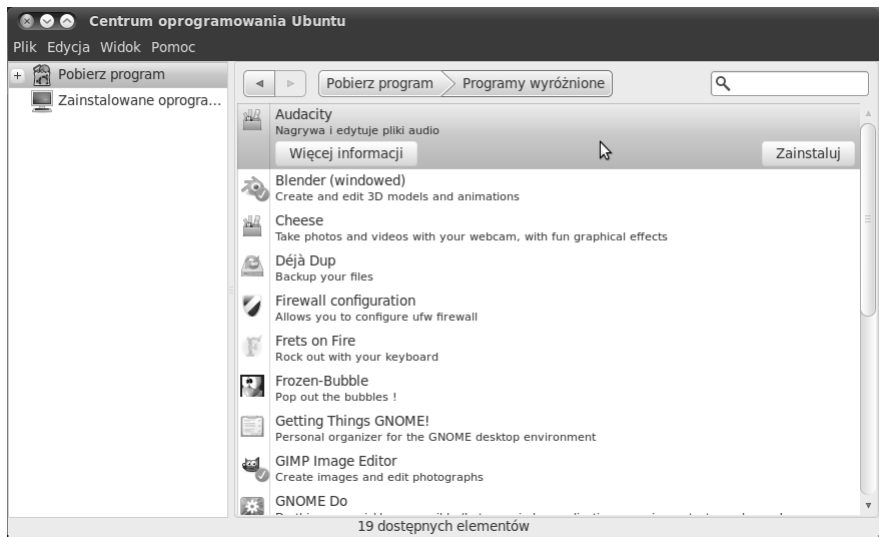 Centrum oprogramowania Ubuntu
Plik Edycja Widok Pomoc
Pobierz program
Zainstalowane oprogra...
Pobierz program Programy wyróżnione
Audacity
Nagrywa i edytuje pliki audio
Więcej informacji Zainstaluj
Blender (windowed)
Create and edit 3D models and animations
Cheese
Take photos and videos with your webcam, with fun graphical effects
Déjà Dup
Backup your files
Firewall configuration
Allows you to configure ufw firewall
Frets on Fire
Rock out with your keyboard
Frozen-Bubble
Pop out the bubbles !
Getting Things GNOME!
Personal organizer for the GNOME desktop environment
GIMP Image Editor
Create images and edit photographs
GNOME Do
19 dostępnych elementów